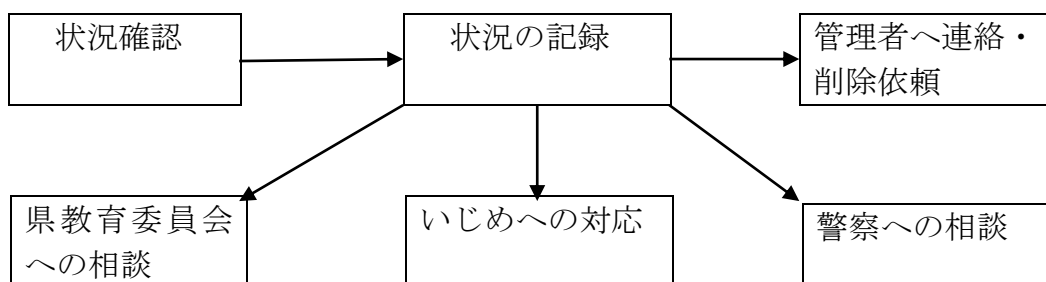 状況確認
状況の記録
管理者へ連絡・
削除依頼
県教育委員会
への相談
いじめへの対応
警察への相談